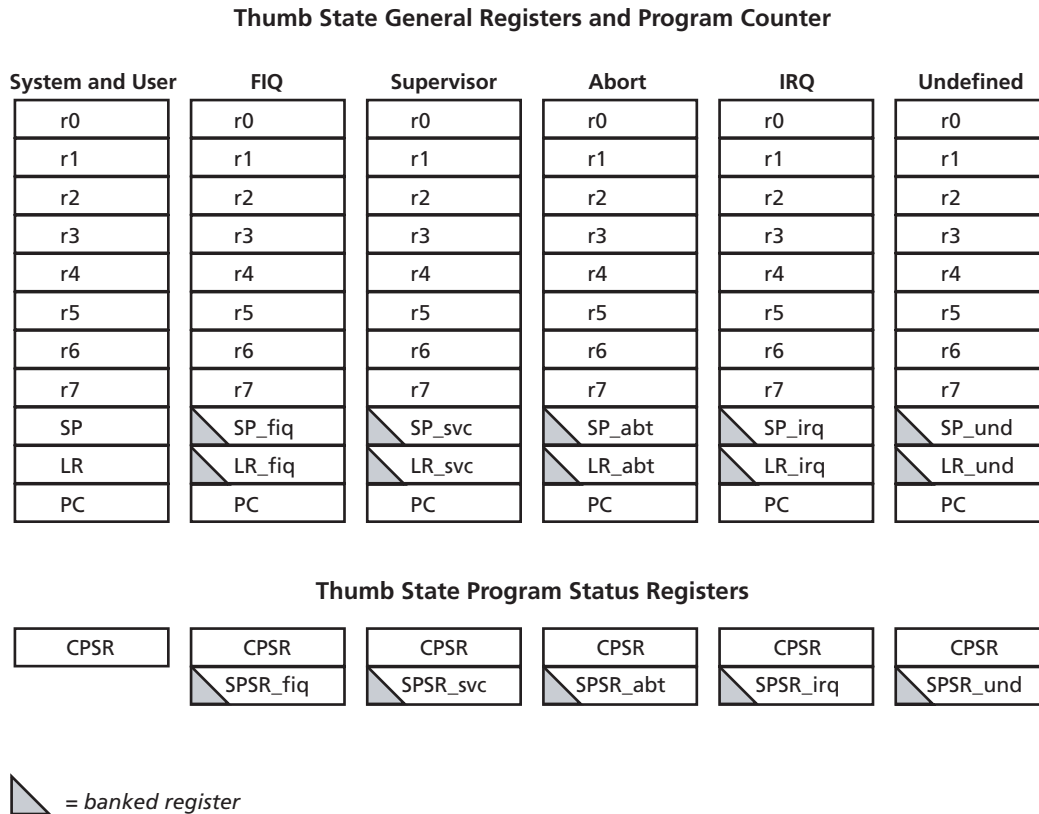 Thumb State General Registers and Program Counter
System and User FIQ Supervisor Abort IRQ Undefined
r0 r0 r0 r0 r0 r0
r1 r1 r1 r1 r1 r1
r2 r2 r2 r2 r2 r2
r3 r3 r3 r3 r3 r3
r4 r4 r4 r4 r4 r4
r5 r5 r5 r5 r5 r5
r6 r6 r6 r6 r6 r6
r7 r7 r7 r7 r7 r7
SP SP_fiq SP_svc SP_abt SP_irq SP_und
LR LR_fiq LR_svc LR_abt LR_irq LR_und
PC PC PC PC PC PC
Thumb State Program Status Registers
CPSR CPSR CPSR CPSR CPSR CPSR
SPSR_fiq SPSR_svc SPSR_abt SPSR_irq SPSR_und
= banked register